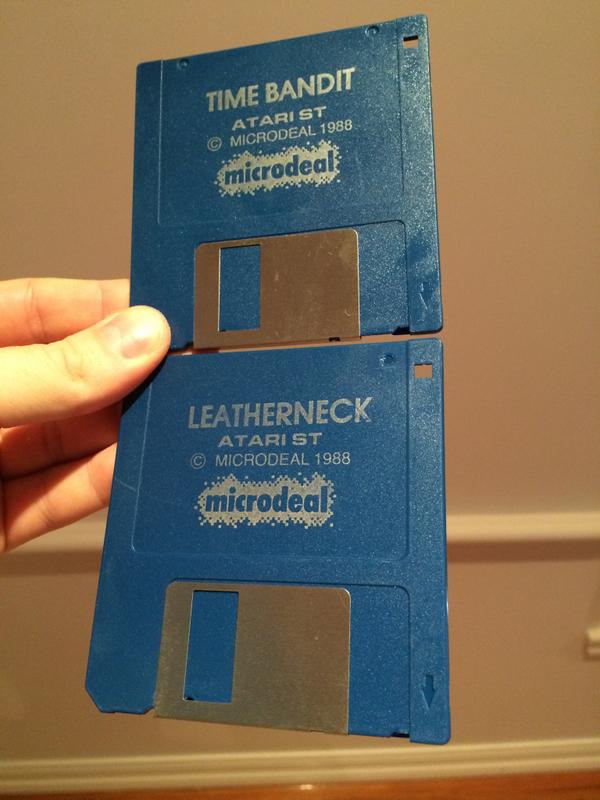 TIME BANDIT
ATARI ST
© MICRODEAL 1988
microdeal
LEATHERNECK
ATARI ST
© MICRODEAL 1988
microdeal